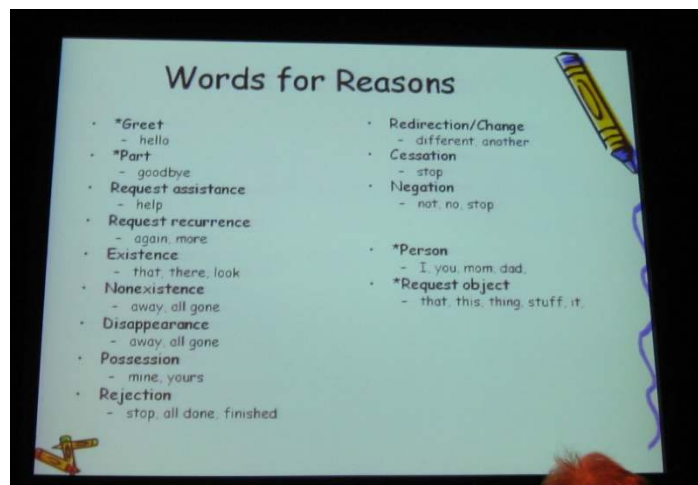 Words for Reasons
· *Greet
– hello
· *Part
– goodbye
· Request assistance
– help
· Request recurrence
– again, more
· Existence
– that, there, look
· Nonexistence
– away, all gone
· Disappearance
– away, all gone
· Possession
– mine, yours
· Rejection
– stop, all done, finished
· Redirection/Change
– different, another
· Cessation
– stop
· Negation
– not, no, stop
· *Person
– I, you, mom, dad,
· *Request object
– that, this, thing, stuff, it,